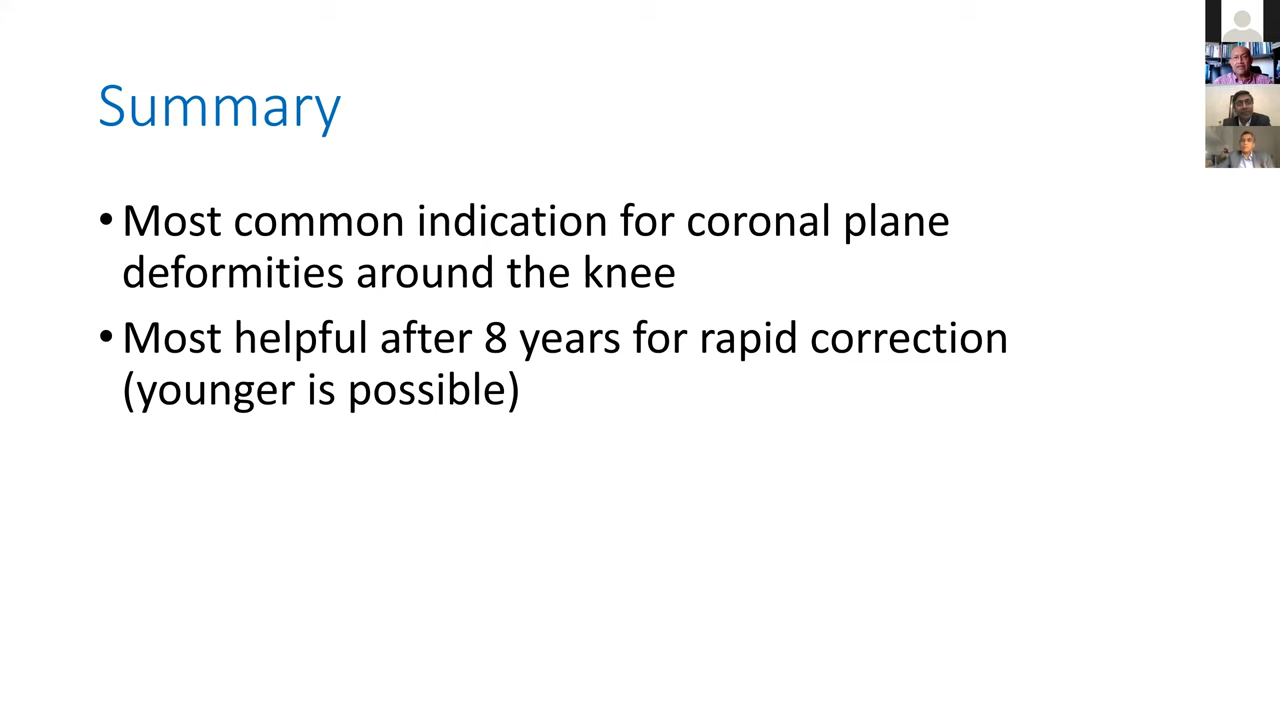 Summary
• Most common indication for coronal plane
deformities around the knee
• Most helpful after 8 years for rapid correction
(younger is possible)